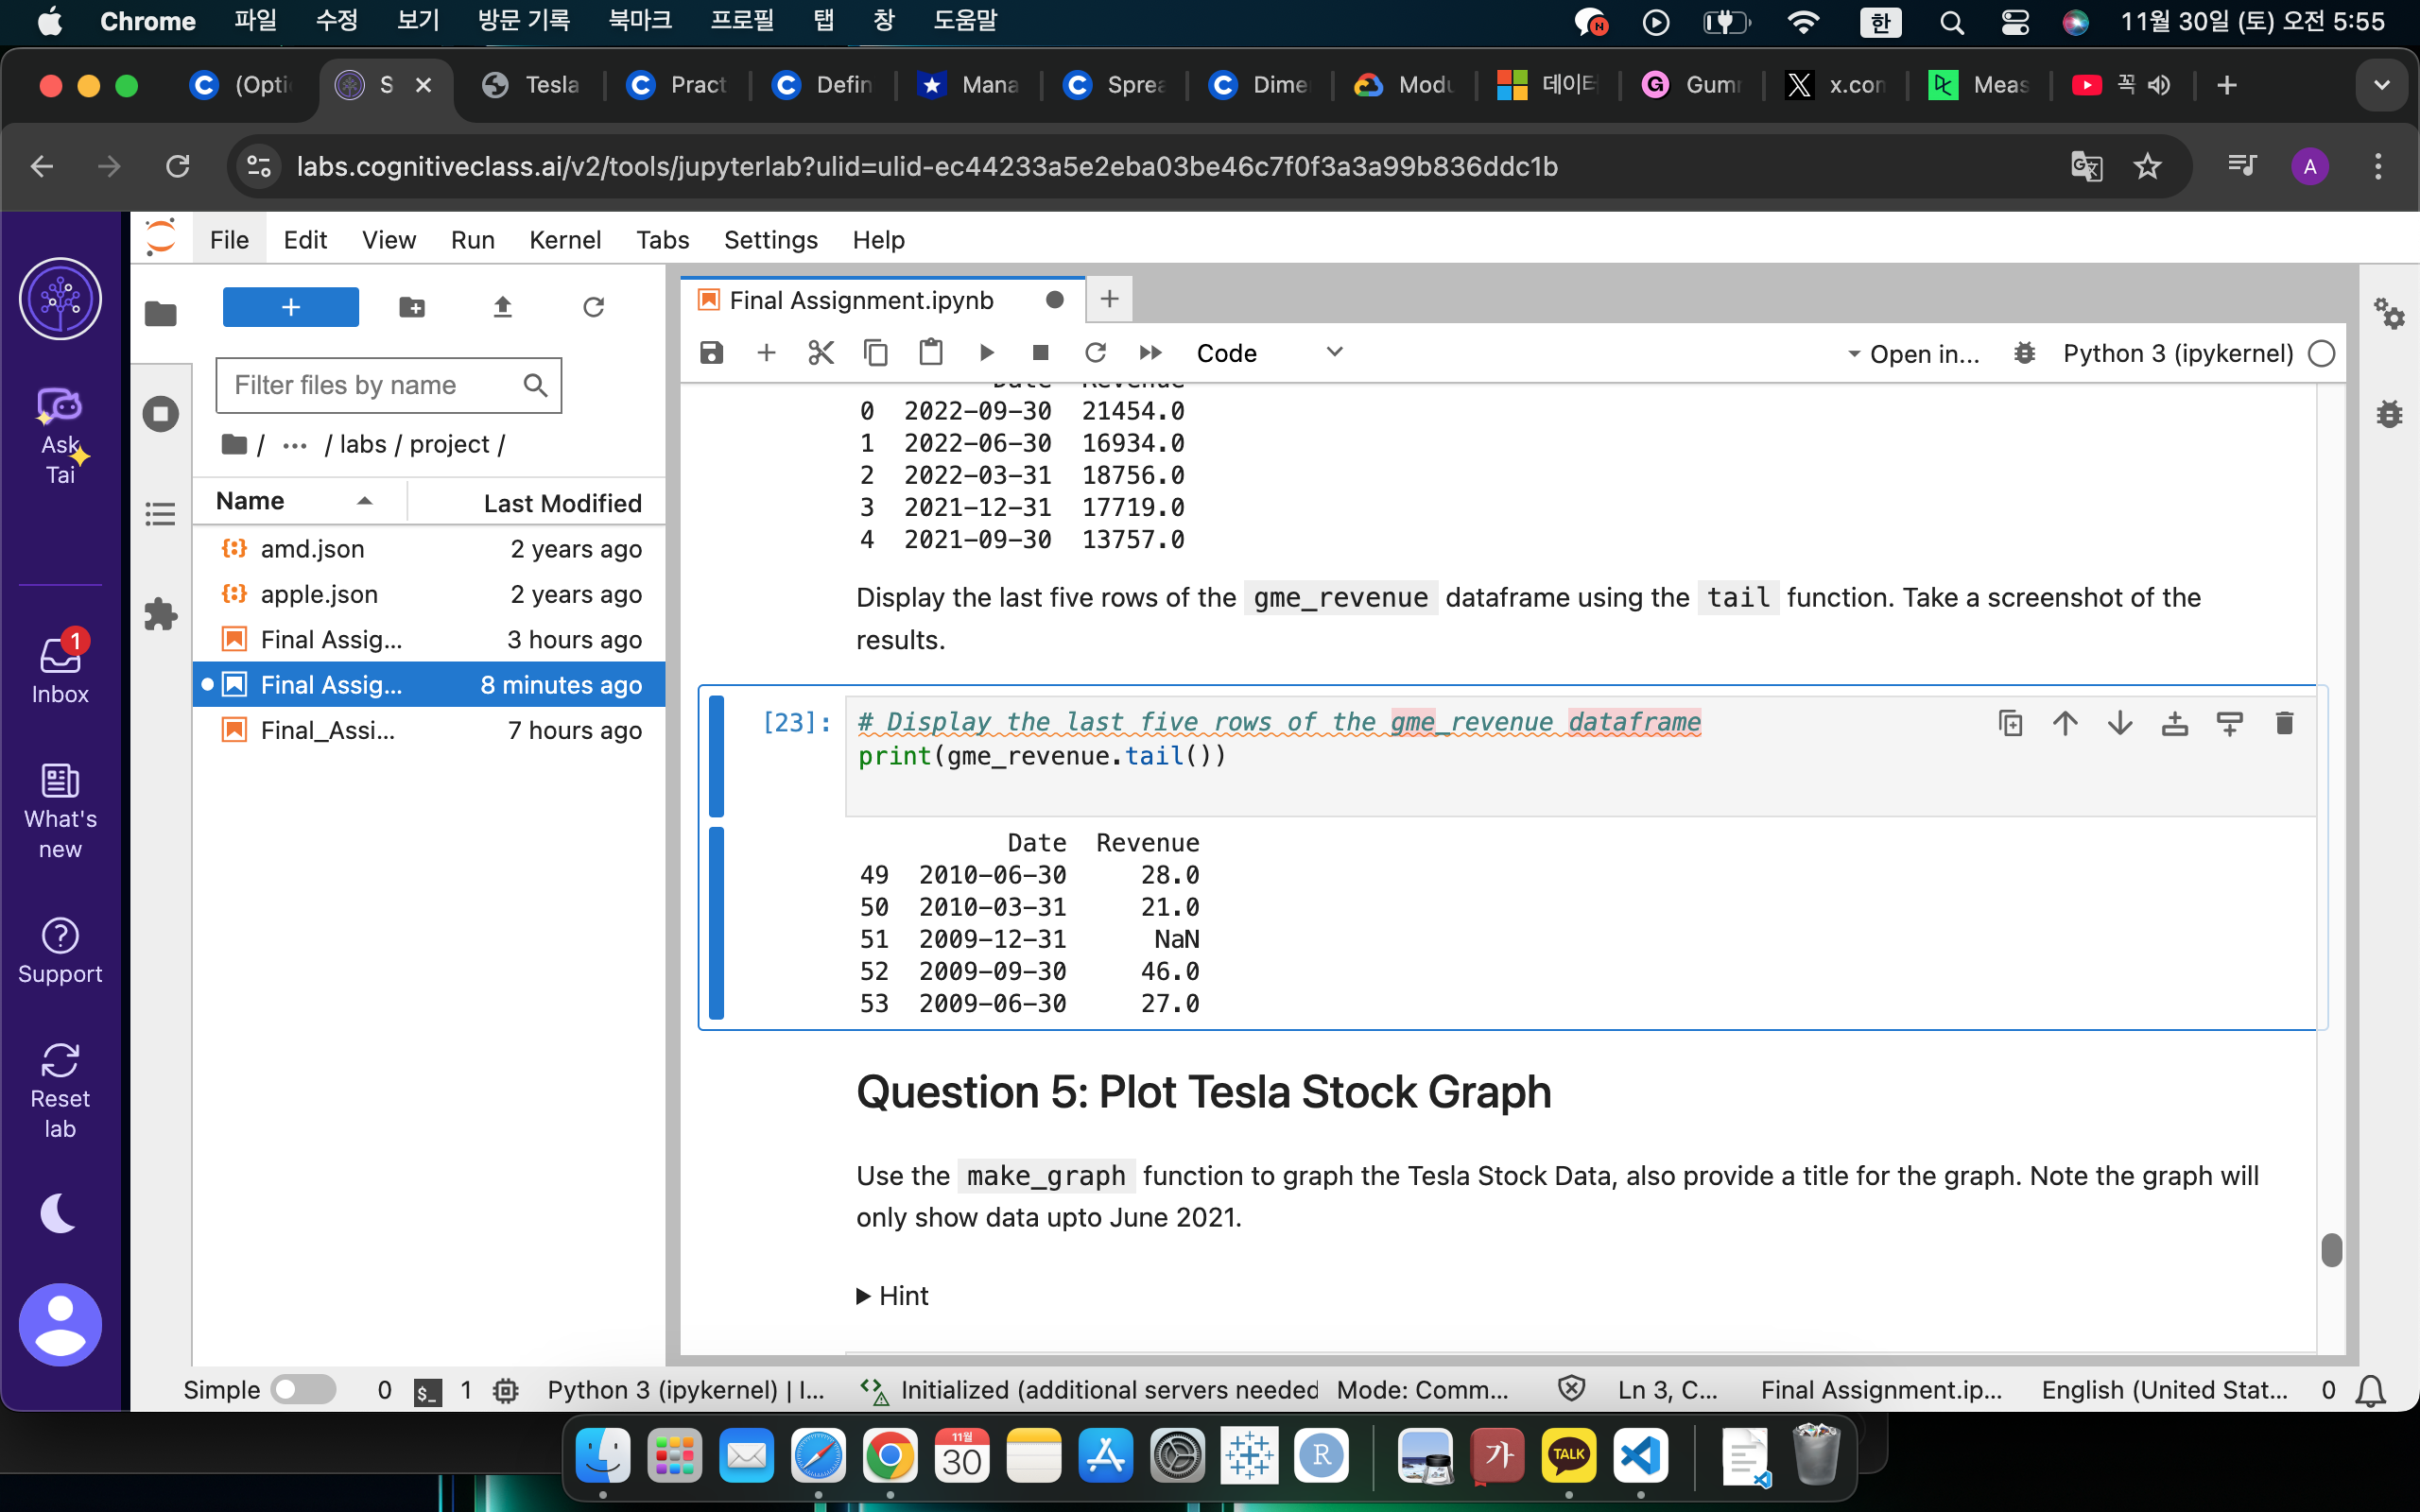 Chrome 파일 수정 보기 방문 기록 북마크 프로필 탭 창 도움말 한 11월 30일 (토) 오전 5:55
(Opti S Tesla Pract Defin Mana Sprea Dime Modu 데이터 Gumr x.con Meas 꼭
labs.cognitiveclass.ai/v2/tools/jupyterlab?ulid=ulid-ec44233a5e2eba03be46c7f0f3a3a99b836ddc1b A
File Edit View Run Kernel Tabs Settings Help
Final Assignment.ipynb
Code Open in... Python 3 (ipykernel)
Filter files by name
/ ··· / labs / project /
Name Last Modified
amd.json 2 years ago
apple.json 2 years ago
Final Assig... 3 hours ago
Final Assig... 8 minutes ago
Final_Assi... 7 hours ago
Ask
Tai
1
Inbox
What's
new
Support
Reset
lab
Date Revenue
0 2022-09-30 21454.0
1 2022-06-30 16934.0
2 2022-03-31 18756.0
3 2021-12-31 17719.0
4 2021-09-30 13757.0
Display the last five rows of the gme_revenue dataframe using the tail function. Take a screenshot of the
results.
[23]: # Display the last five rows of the gme_revenue dataframe
print(gme_revenue.tail())
Date Revenue
49 2010-06-30 28.0
50 2010-03-31 21.0
51 2009-12-31 NaN
52 2009-09-30 46.0
53 2009-06-30 27.0
Question 5: Plot Tesla Stock Graph
Use the make_graph function to graph the Tesla Stock Data, also provide a title for the graph. Note the graph will
only show data upto June 2021.
Hint
Simple 0 $_ 1 Python 3 (ipykernel) | I... Initialized (additional servers needed Mode: Comm... Ln 3, C... Final Assignment.ip... English (United Stat... 0
11월
30
R
가
TALK